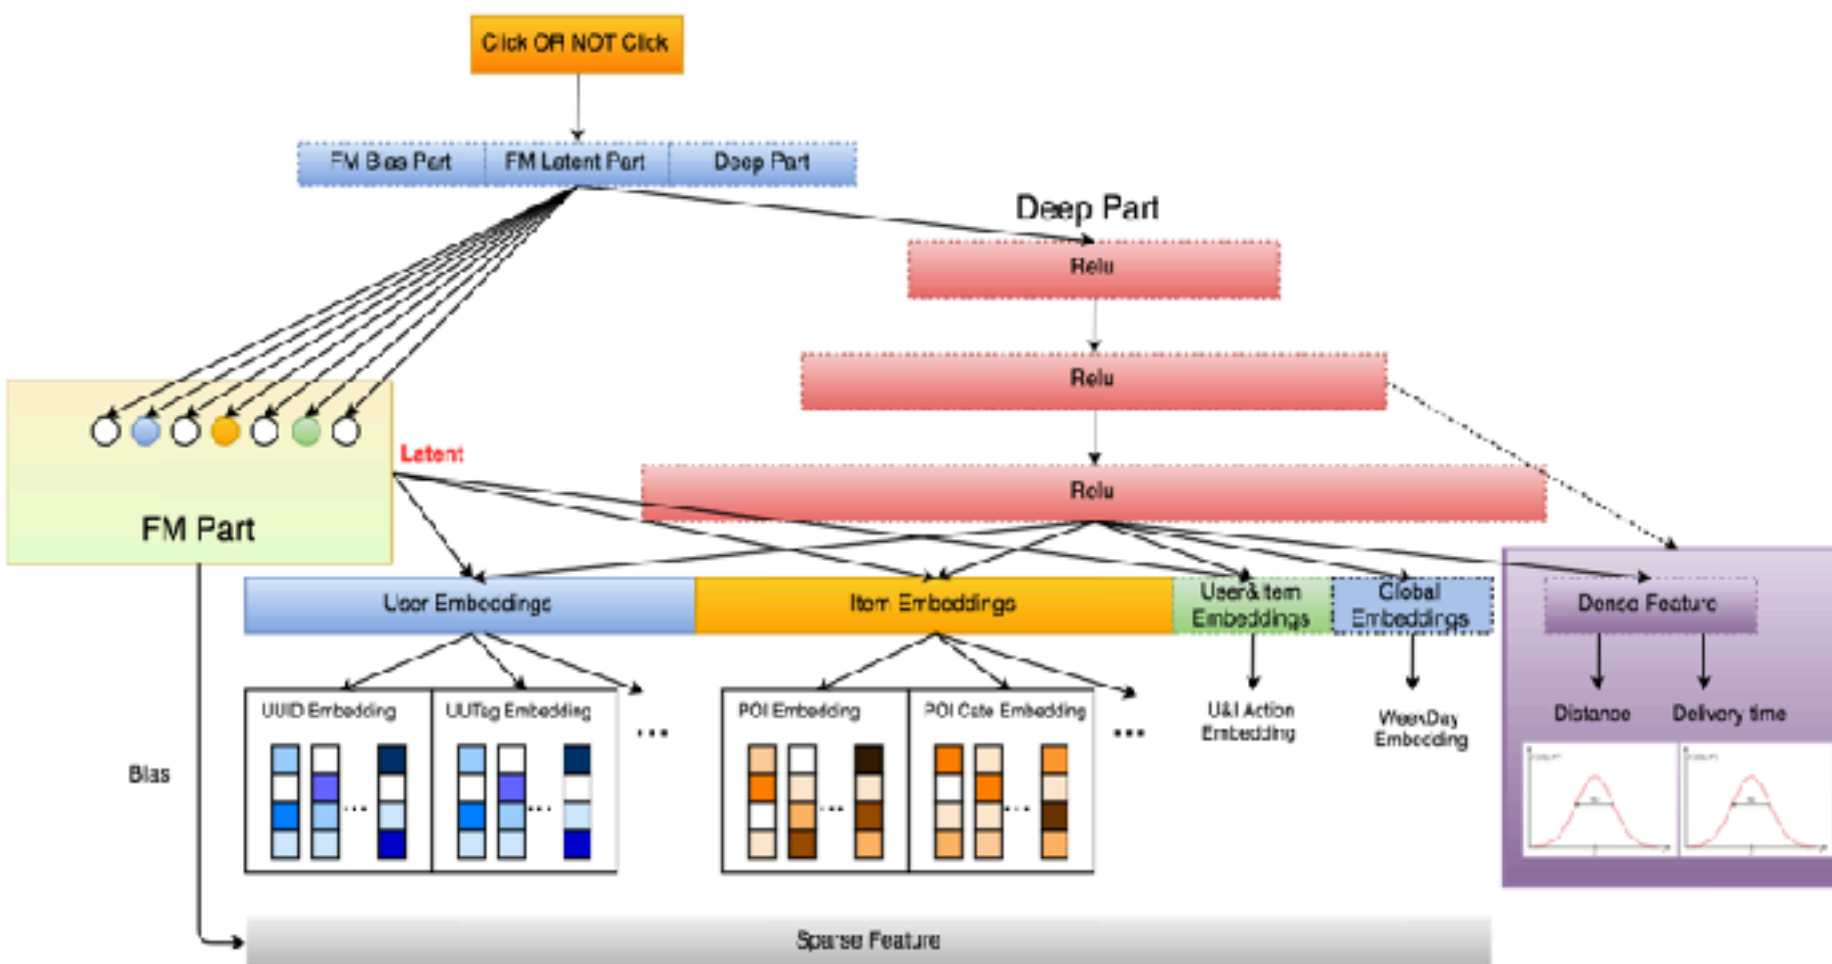 Click OR NOT Click
FM Bias Part
FM Latent Part
Deep Part
Deep Part
Relu
Relu
Relu
Latent
FM Part
User Embeddings
Item Embeddings
User&Item
Embeddings
Global
Embeddings
Dense Feature
UUID Embedding
UUTag Embedding
...
POI Embedding
POI Cate Embedding
...
U&I Action
Embedding
WeekDay
Embedding
Distance
Delivery time
Bias
...
...
...
...
Sparse Feature